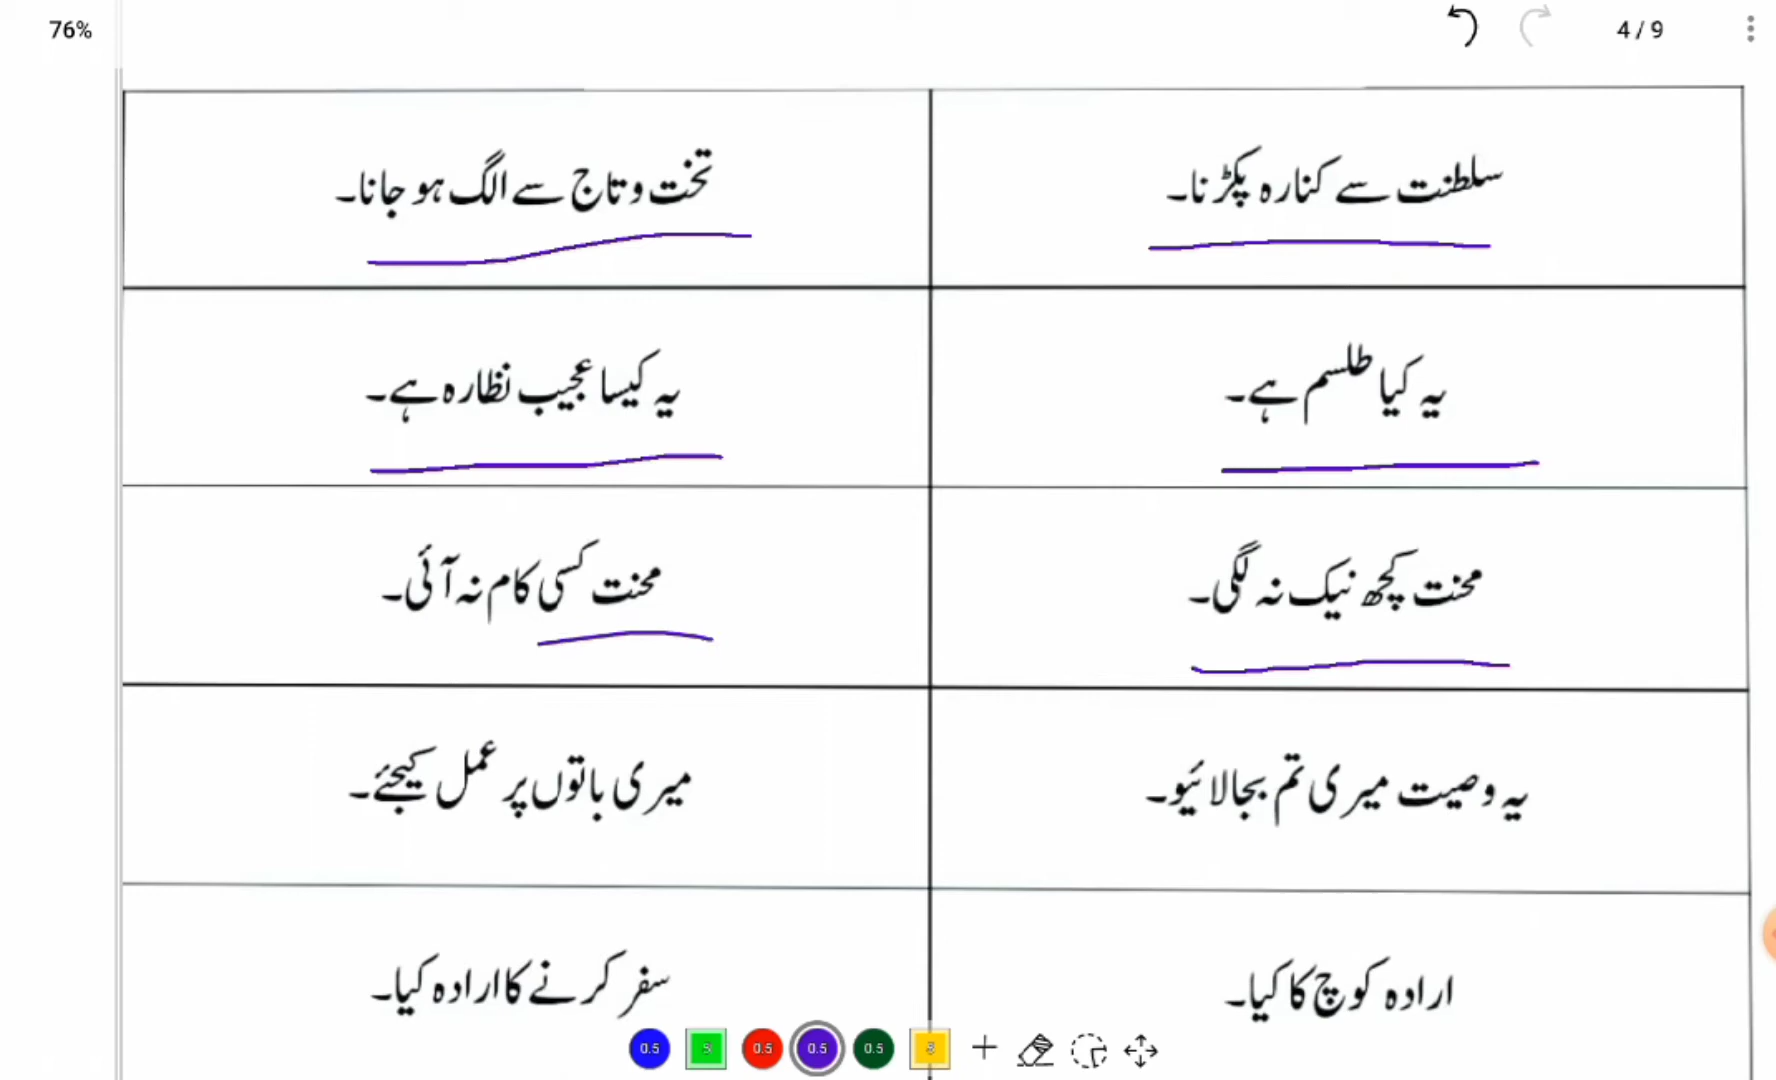 76%
4 / 9
سلطنت سے کنارہ پکڑنا۔
تخت و تاج سے الگ ہو جانا۔
یہ کیا طلسم ہے۔
یہ کیسا عجیب نظارہ ہے۔
محنت کچھ نیک نہ لگی۔
محنت کسی کام نہ آئی۔
یہ وصیت میری تم بجا لائیو۔
میری باتوں پر عمل کیجئے۔
ارادہ کوچ کا کیا۔
سفر کرنے کا ارادہ کیا۔
0.5 5 0.5 0.5 0.5 5